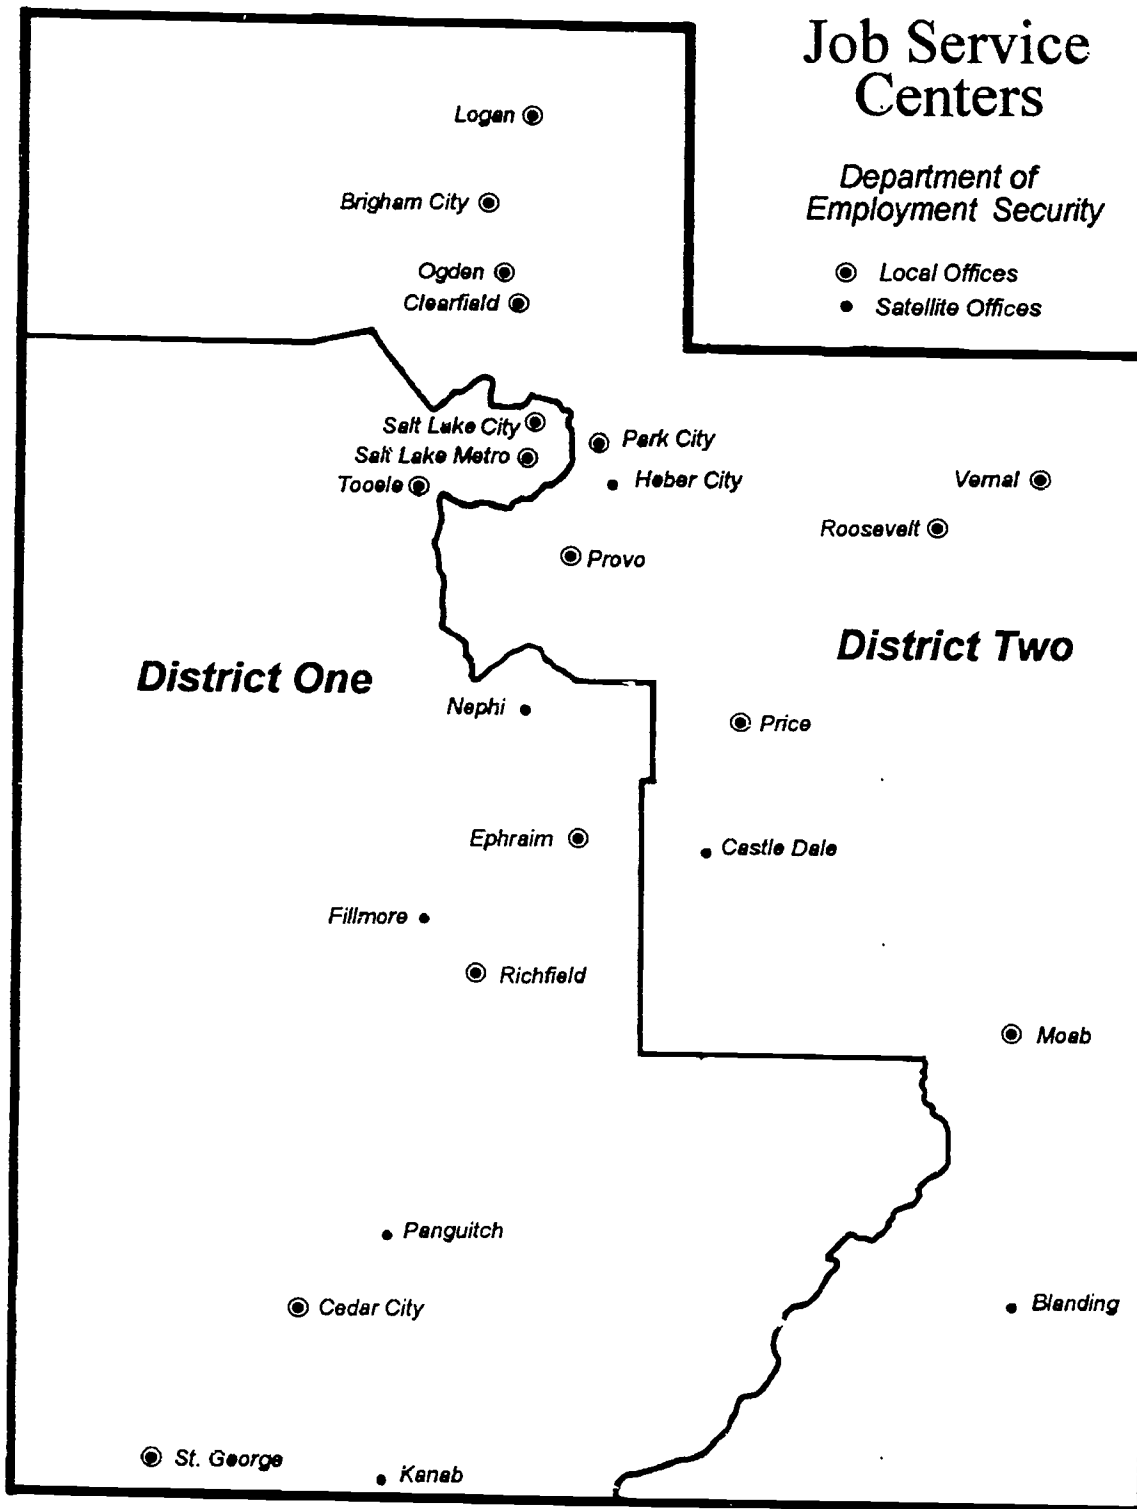 Job Service
Centers
Department of
Employment Security
Local Offices
Satellite Offices
Logan
Brigham City
Ogden
Clearfield
Salt Lake City
Park City
Salt Lake Metro
Tooele
Heber City
Vernal
Roosevelt
Provo
District One
District Two
Nephi
Price
Ephraim
Castle Dale
Fillmore
Richfield
Moab
Panguitch
Cedar City
Blanding
St. George
Kanab